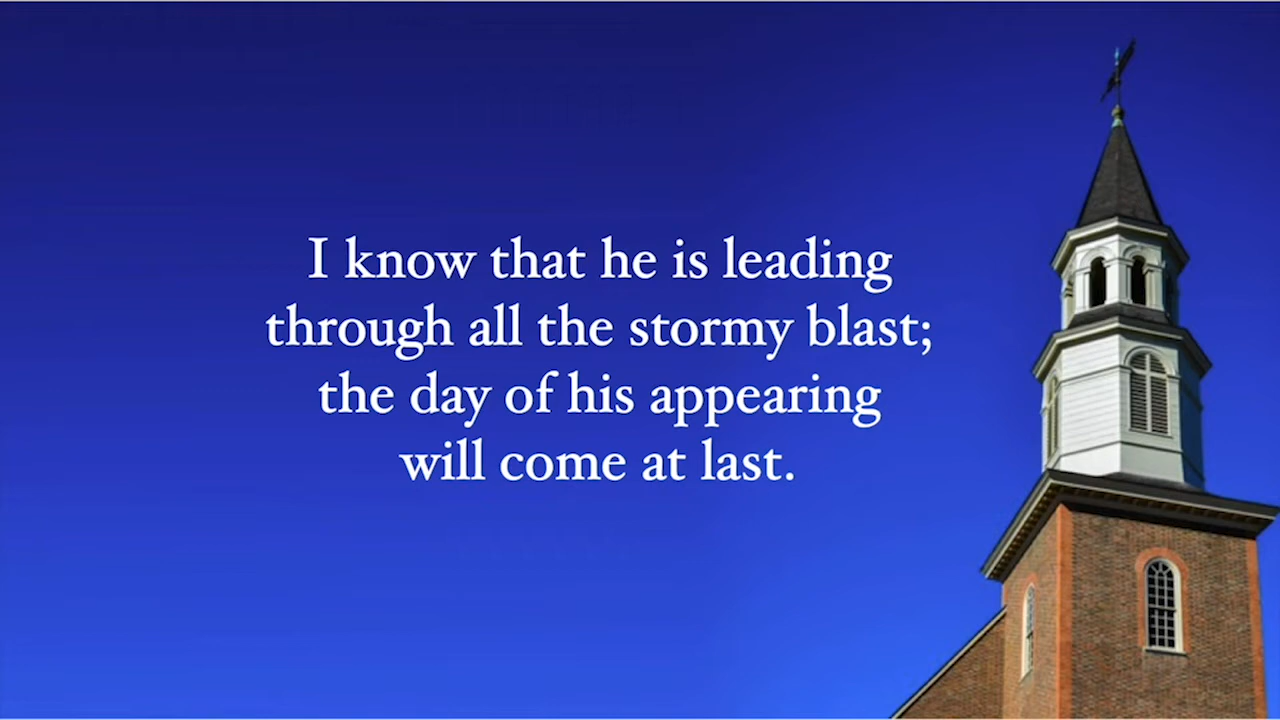 I know that he is leading
through all the stormy blast;
the day of his appearing
will come at last.